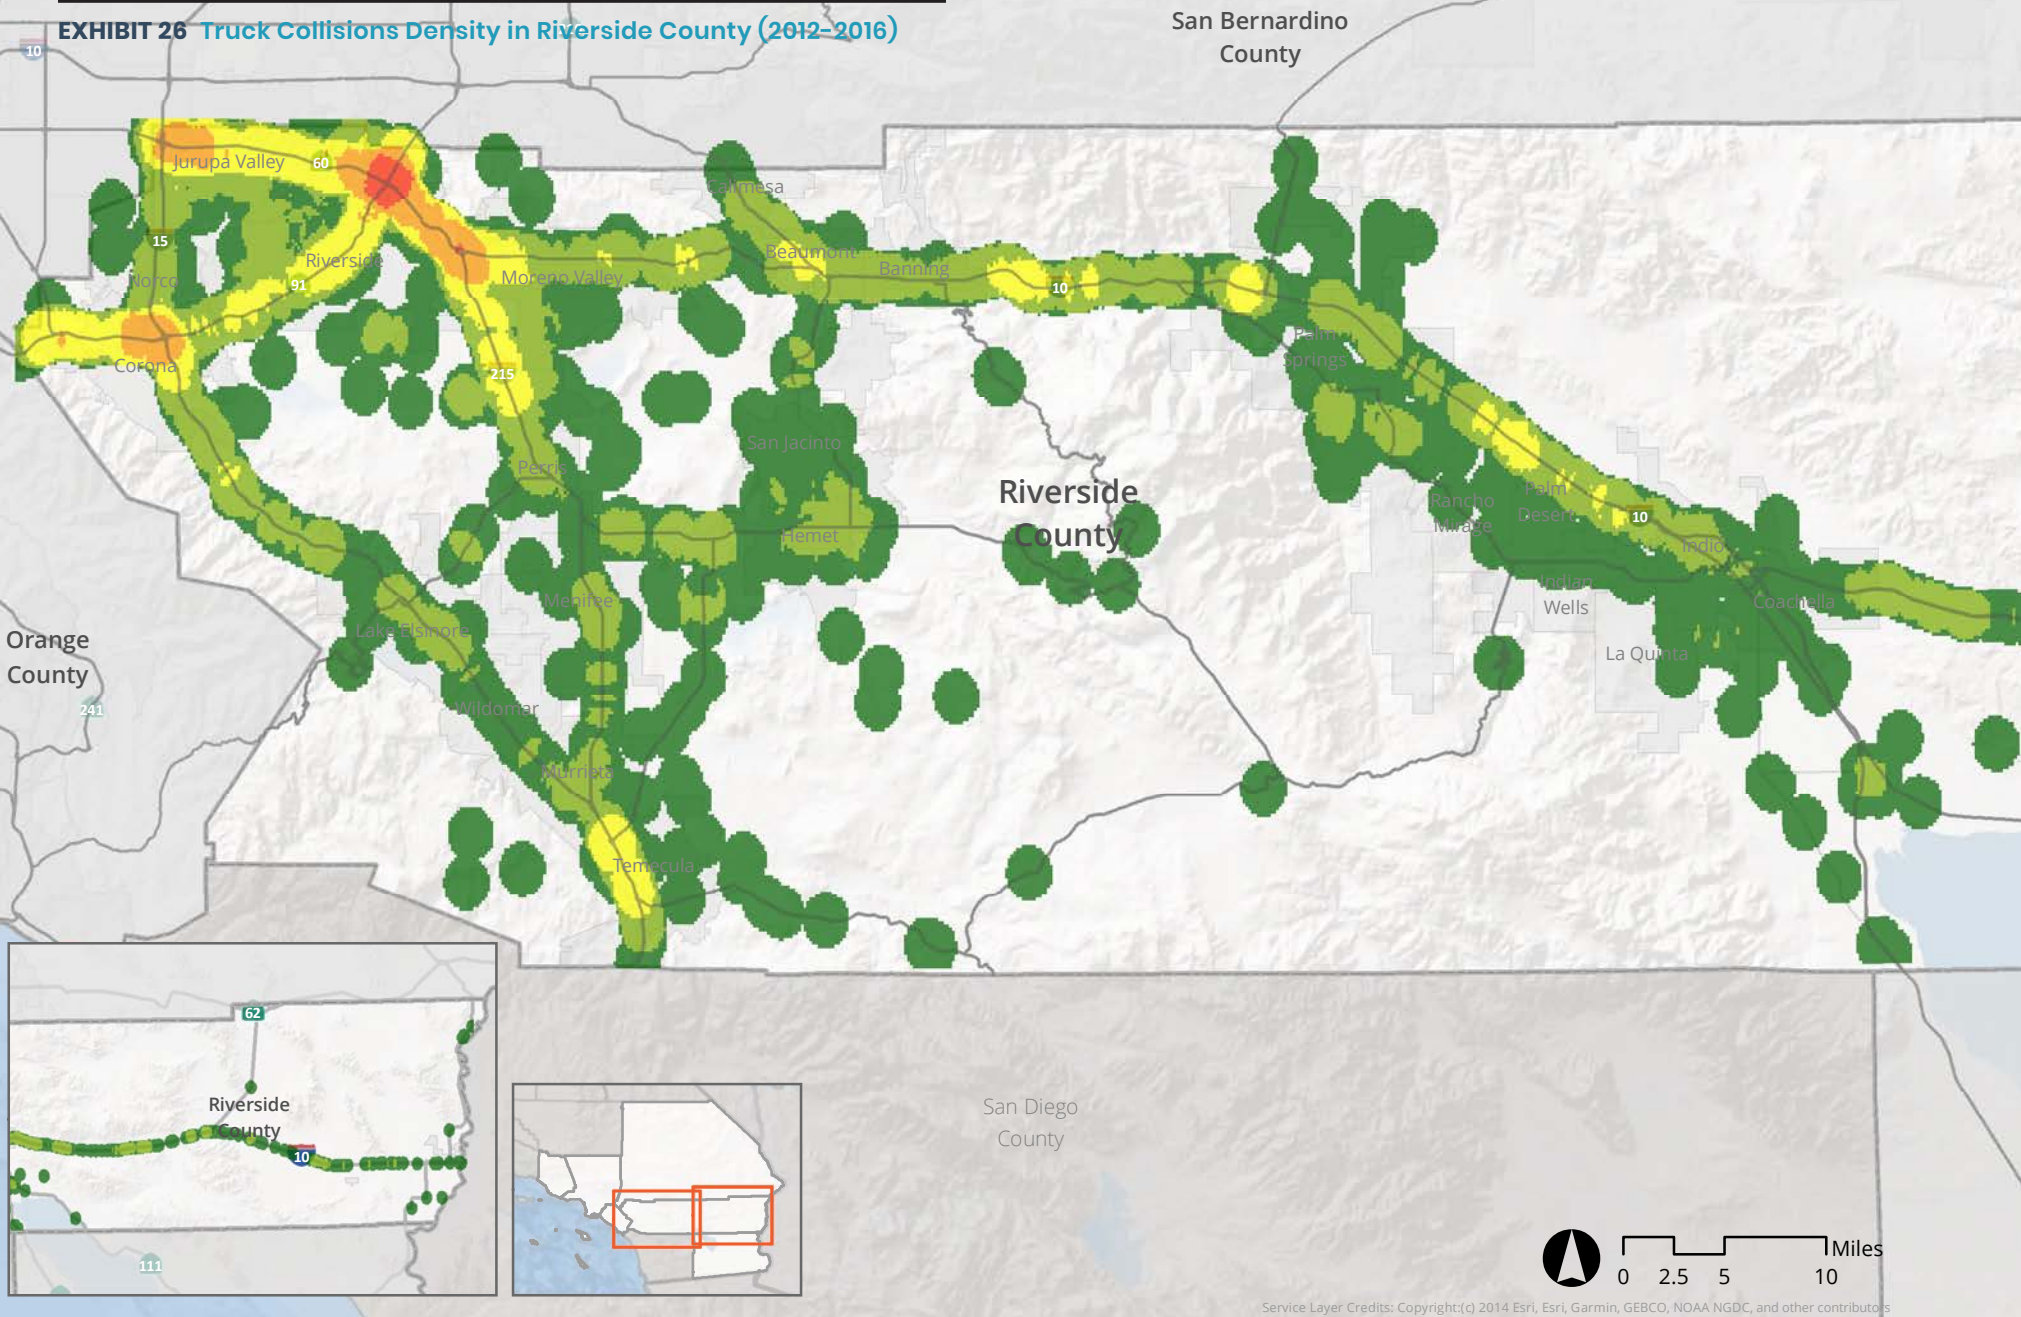 EXHIBIT 26 Truck Collisions Density in Riverside County (2012-2016)
San Bernardino
County
10
Jurupa Valley
60
Calimesa
15
Riverside
Beaumont
Banning
Moreno Valley
Norco
91
10
Corona
215
Palm
Springs
San Jacinto
Perris
Riverside
County
Rancho
Mirage
Palm
Desert
10
Hemet
Indio
Menifee
Indian
Wells
Coachella
Lake Elsinore
Orange
County
La Quinta
241
Wildomar
Murrieta
Temecula
62
Riverside
County
10
111
San Diego
County
Miles
0 2.5 5 10
Service Layer Credits: Copyright:(c) 2014 Esri, Esri, Garmin, GEBCO, NOAA NGDC, and other contributors